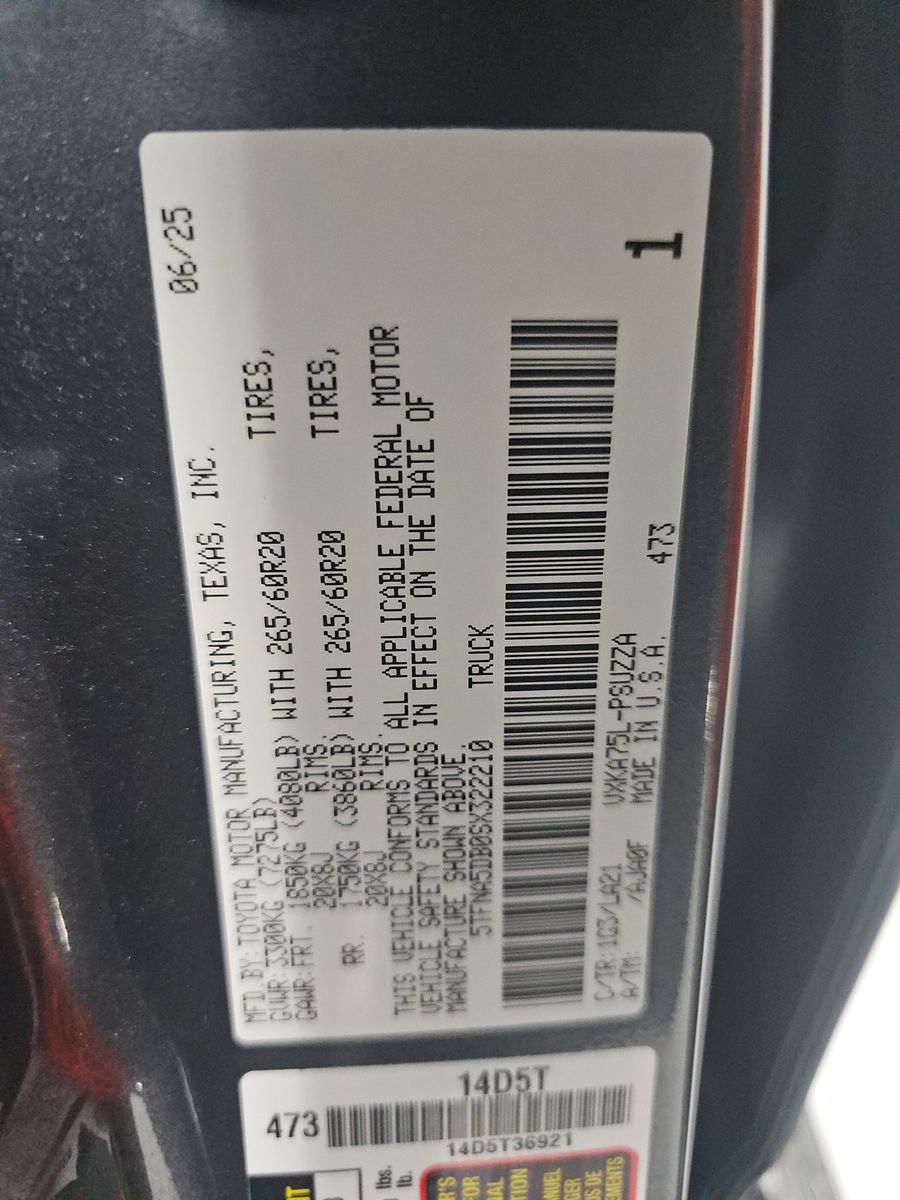 06/25
MFD.BY:TOYOTA MOTOR MANUFACTURING, TEXAS, INC.
GVWR:3300KG (7275LB)
GAWR:FRT. 1850KG (4080LB) WITH 265/60R20 TIRES,
20X8J RIMS.
RR. 1750KG (3860LB) WITH 265/60R20 TIRES,
20X8J RIMS.
THIS VEHICLE CONFORMS TO ALL APPLICABLE FEDERAL MOTOR
VEHICLE SAFETY STANDARDS IN EFFECT ON THE DATE OF
MANUFACTURE SHOWN ABOVE.
5TFNA5DB0SX322210 TRUCK
1
C/TR: 1G3/LA21 VXKA75L-PSUZZA 473
A/TM: /AJA0F MADE IN U.S.A.
473
14D5T
14D5T36921
lbs.
lb.